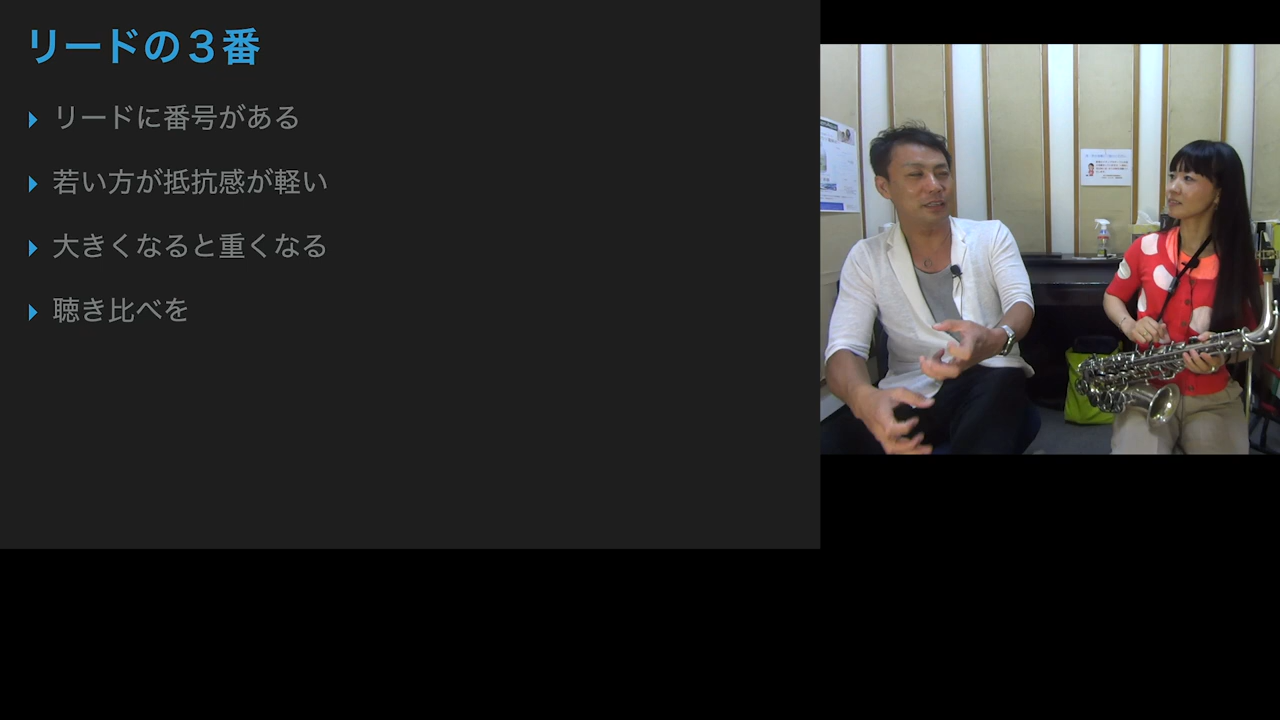 リードの３番
リードに番号がある
若い方が抵抗感が軽い
大きくなると重くなる
聴き比べを